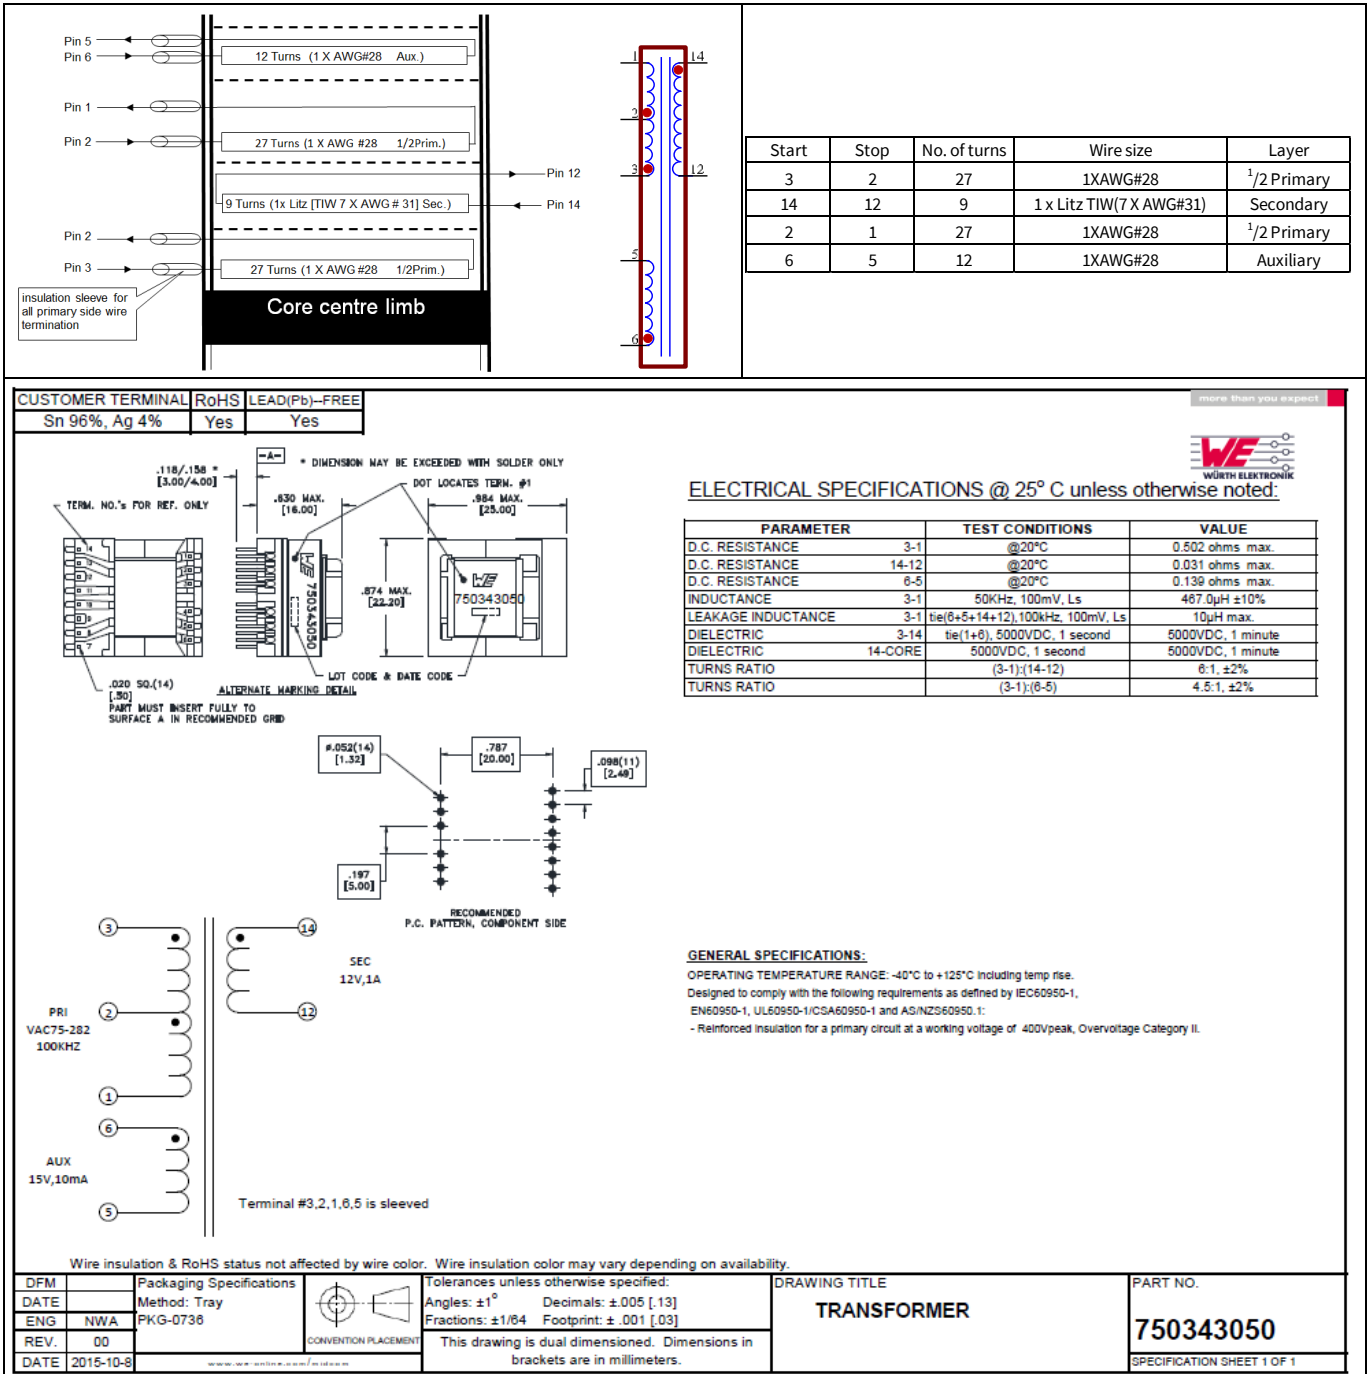 Pin 5
Pin 6
12 Turns (1 X AWG#28 Aux.)
Pin 1
Pin 2
27 Turns (1 X AWG #28 1/2Prim.)
Pin 12
9 Turns (1x Litz [TIW 7 X AWG # 31] Sec.)
Pin 14
Pin 2
Pin 3
27 Turns (1 X AWG #28 1/2Prim.)
insulation sleeve for
all primary side wire
termination
Core centre limb
1
14
2
3
12
5
6
Start Stop No. of turns Wire size Layer
3 2 27 1XAWG#28 1/2 Primary
14 12 9 1 x Litz TIW(7 X AWG#31) Secondary
2 1 27 1XAWG#28 1/2 Primary
6 5 12 1XAWG#28 Auxiliary
CUSTOMER TERMINAL RoHS LEAD(Pb)--FREE
Sn 96%, Ag 4% Yes Yes
more than you expect
WE
WÜRTH ELEKTRONIK
-A-
* DIMENSION MAY BE EXCEEDED WITH SOLDER ONLY
.118/.158 *
[3.00/4.00]
DOT LOCATES TERM. #1
.630 MAX.
[16.00]
.984 MAX.
[25.00]
TERM. NO.'s FOR REF. ONLY
14
7
WE 750343050
.874 MAX.
[22.20]
WE
750343050
LOT CODE & DATE CODE
.020 SQ.(14)
[.50]
ALTERNATE MARKING DETAIL
PART MUST INSERT FULLY TO
SURFACE A IN RECOMMENDED GRID
ELECTRICAL SPECIFICATIONS @ 25° C unless otherwise noted:
PARAMETER TEST CONDITIONS VALUE
D.C. RESISTANCE 3-1 @20°C 0.502 ohms max.
D.C. RESISTANCE 14-12 @20°C 0.031 ohms max.
D.C. RESISTANCE 6-5 @20°C 0.139 ohms max.
INDUCTANCE 3-1 50KHz, 100mV, Ls 467.0µH ±10%
LEAKAGE INDUCTANCE 3-1 tie(6+5+14+12),100kHz, 100mV, Ls 10µH max.
DIELECTRIC 3-14 tie(1+6), 5000VDC, 1 second 5000VDC, 1 minute
DIELECTRIC 14-CORE 5000VDC, 1 second 5000VDC, 1 minute
TURNS RATIO (3-1):(14-12) 6:1, ±2%
TURNS RATIO (3-1):(6-5) 4.5:1, ±2%
ø.052(14)
[1.32]
.787
[20.00]
.098(11)
[2.49]
.197
[5.00]
RECOMMENDED
P.C. PATTERN, COMPONENT SIDE
3
14
SEC
12V,1A
PRI
VAC75-282
100KHZ
2
12
1
6
AUX
15V,10mA
5
Terminal #3,2,1,6,5 is sleeved
GENERAL SPECIFICATIONS:
OPERATING TEMPERATURE RANGE: -40°C to +125°C including temp rise.
Designed to comply with the following requirements as defined by IEC60950-1,
EN60950-1, UL60950-1/CSA60950-1 and AS/NZS60950.1:
- Reinforced insulation for a primary circuit at a working voltage of 400Vpeak, Overvoltage Category II.
Wire insulation & RoHS status not affected by wire color. Wire insulation color may vary depending on availability.
DFM
DATE
ENG NWA
REV. 00
DATE 2015-10-8
Packaging Specifications
Method: Tray
PKG-0736
www.we-online.com/midcom
CONVENTION PLACEMENT
Tolerances unless otherwise specified:
Angles: ±1° Decimals: ±.005 [.13]
Fractions: ±1/64 Footprint: ± .001 [.03]
This drawing is dual dimensioned. Dimensions in
brackets are in millimeters.
DRAWING TITLE
TRANSFORMER
PART NO.
750343050
SPECIFICATION SHEET 1 OF 1